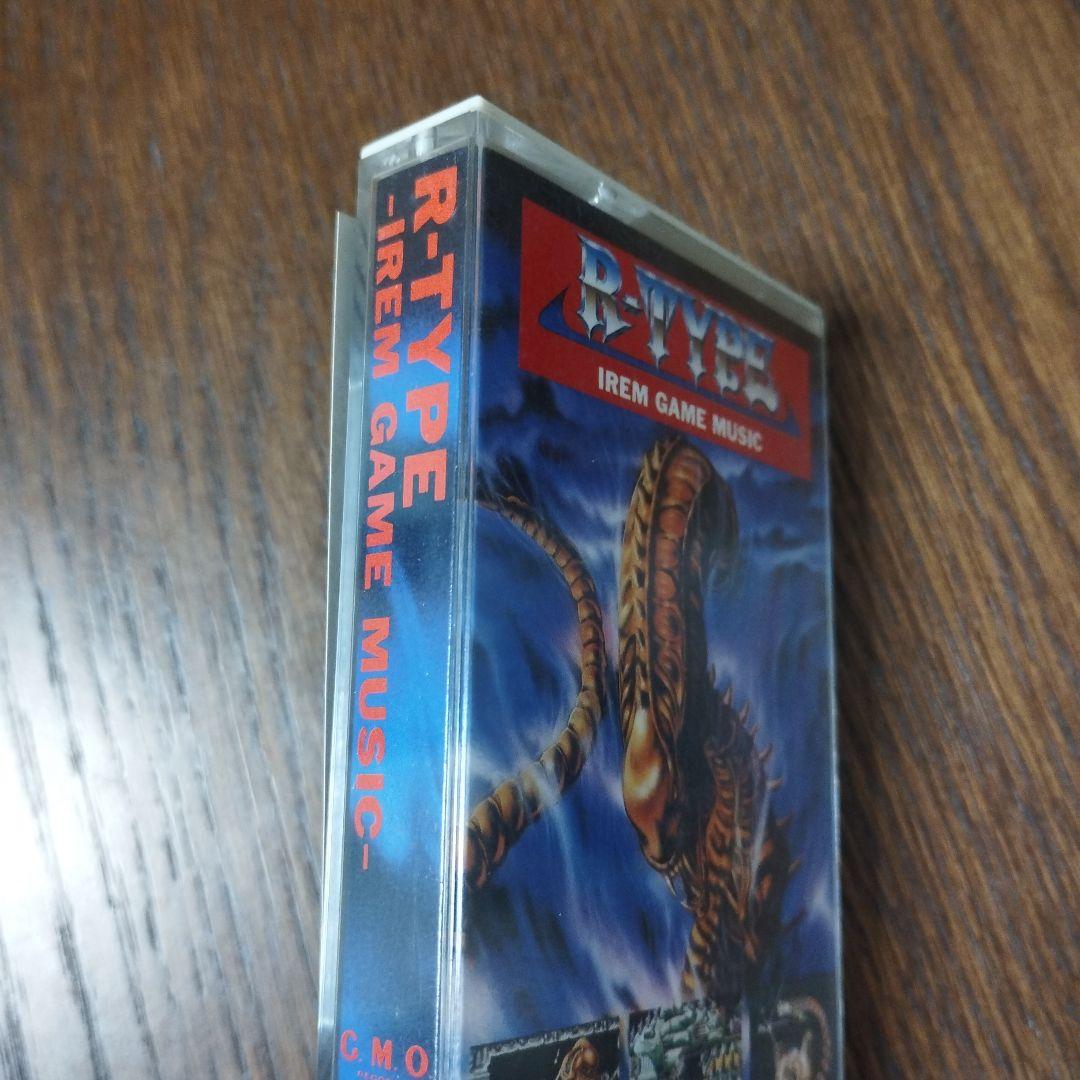 R-TYPE
-IREM GAME MUSIC-
C.M.O.
R-TYPE
IREM GAME MUSIC